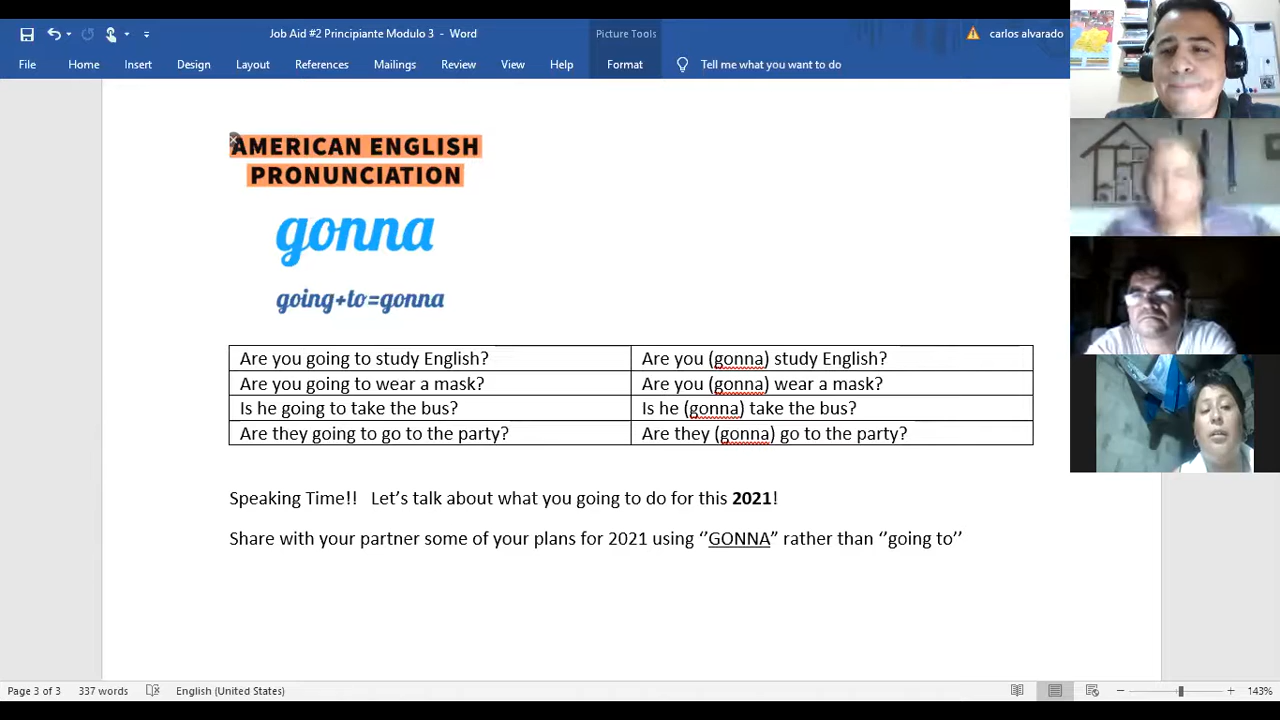 Job Aid #2 Principiante Modulo 3 - Word
Picture Tools
carlos alvarado
File Home Insert Design Layout References Mailings Review View Help Format Tell me what you want to do
AMERICAN ENGLISH
PRONUNCIATION
gonna
going+to=gonna
Are you going to study English? Are you (gonna) study English?
Are you going to wear a mask? Are you (gonna) wear a mask?
Is he going to take the bus? Is he (gonna) take the bus?
Are they going to go to the party? Are they (gonna) go to the party?
Speaking Time!! Let’s talk about what you going to do for this 2021!
Share with your partner some of your plans for 2021 using ‘’GONNA” rather than ‘’going to’’
Page 3 of 3 337 words English (United States) 143%